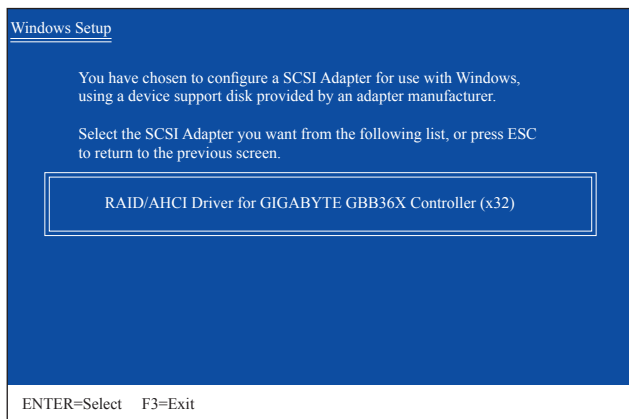 Windows Setup
You have chosen to configure a SCSI Adapter for use with Windows,
using a device support disk provided by an adapter manufacturer.
Select the SCSI Adapter you want from the following list, or press ESC
to return to the previous screen.
RAID/AHCI Driver for GIGABYTE GBB36X Controller (x32)
ENTER=Select F3=Exit